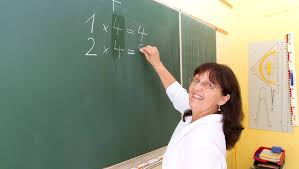 1 × 4 = 4
2 × 4 =